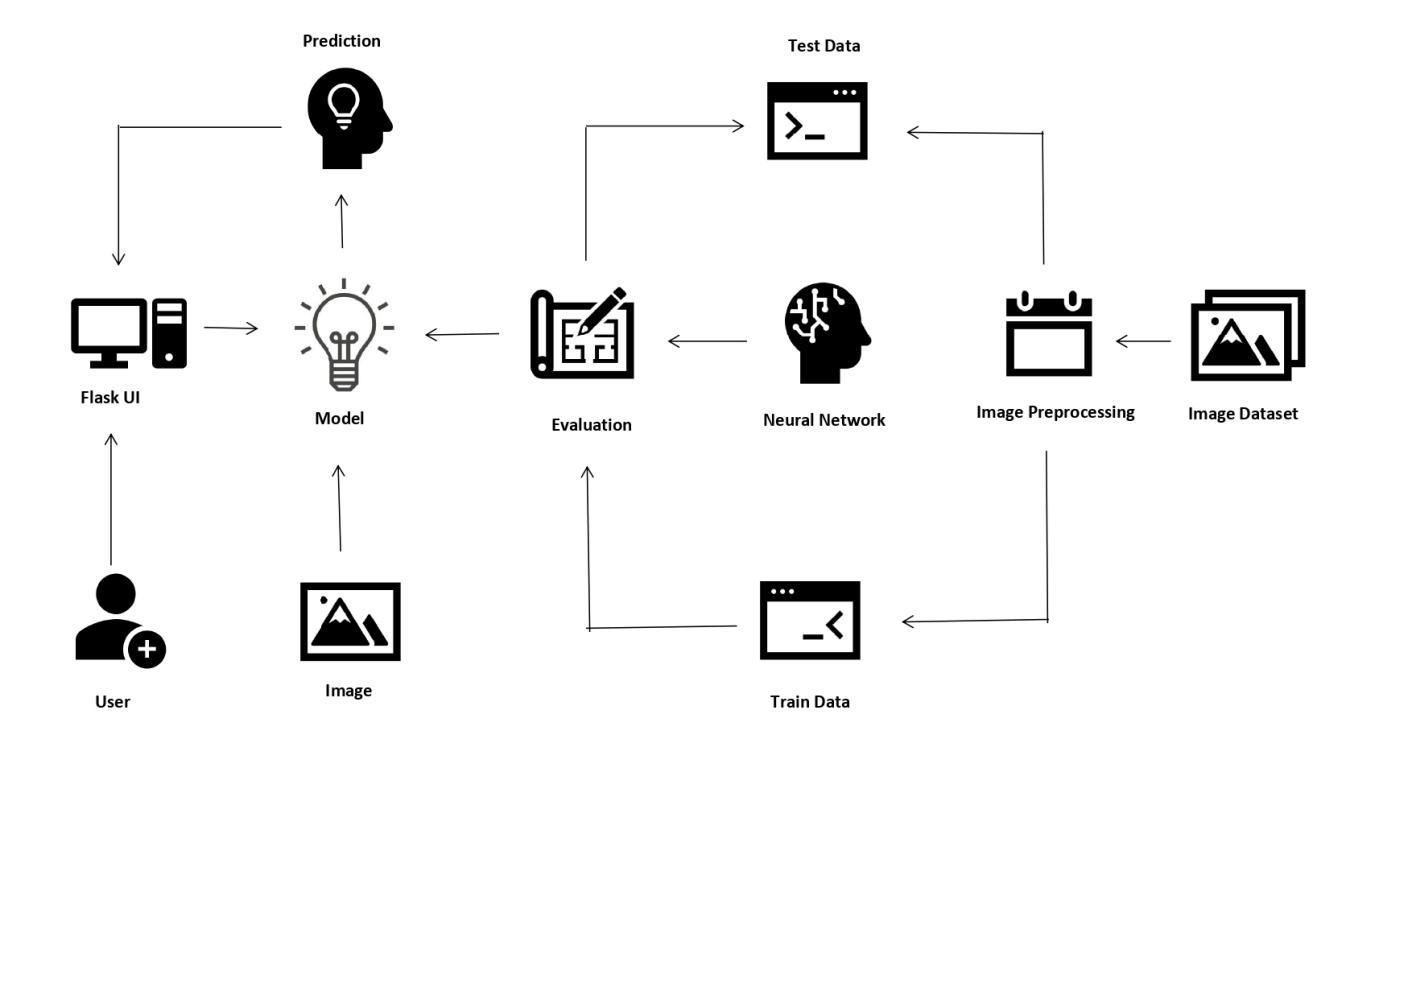 Prediction
Test Data
Flask UI
Model
Evaluation
Neural Network
Image Preprocessing
Image Dataset
User
Image
Train Data